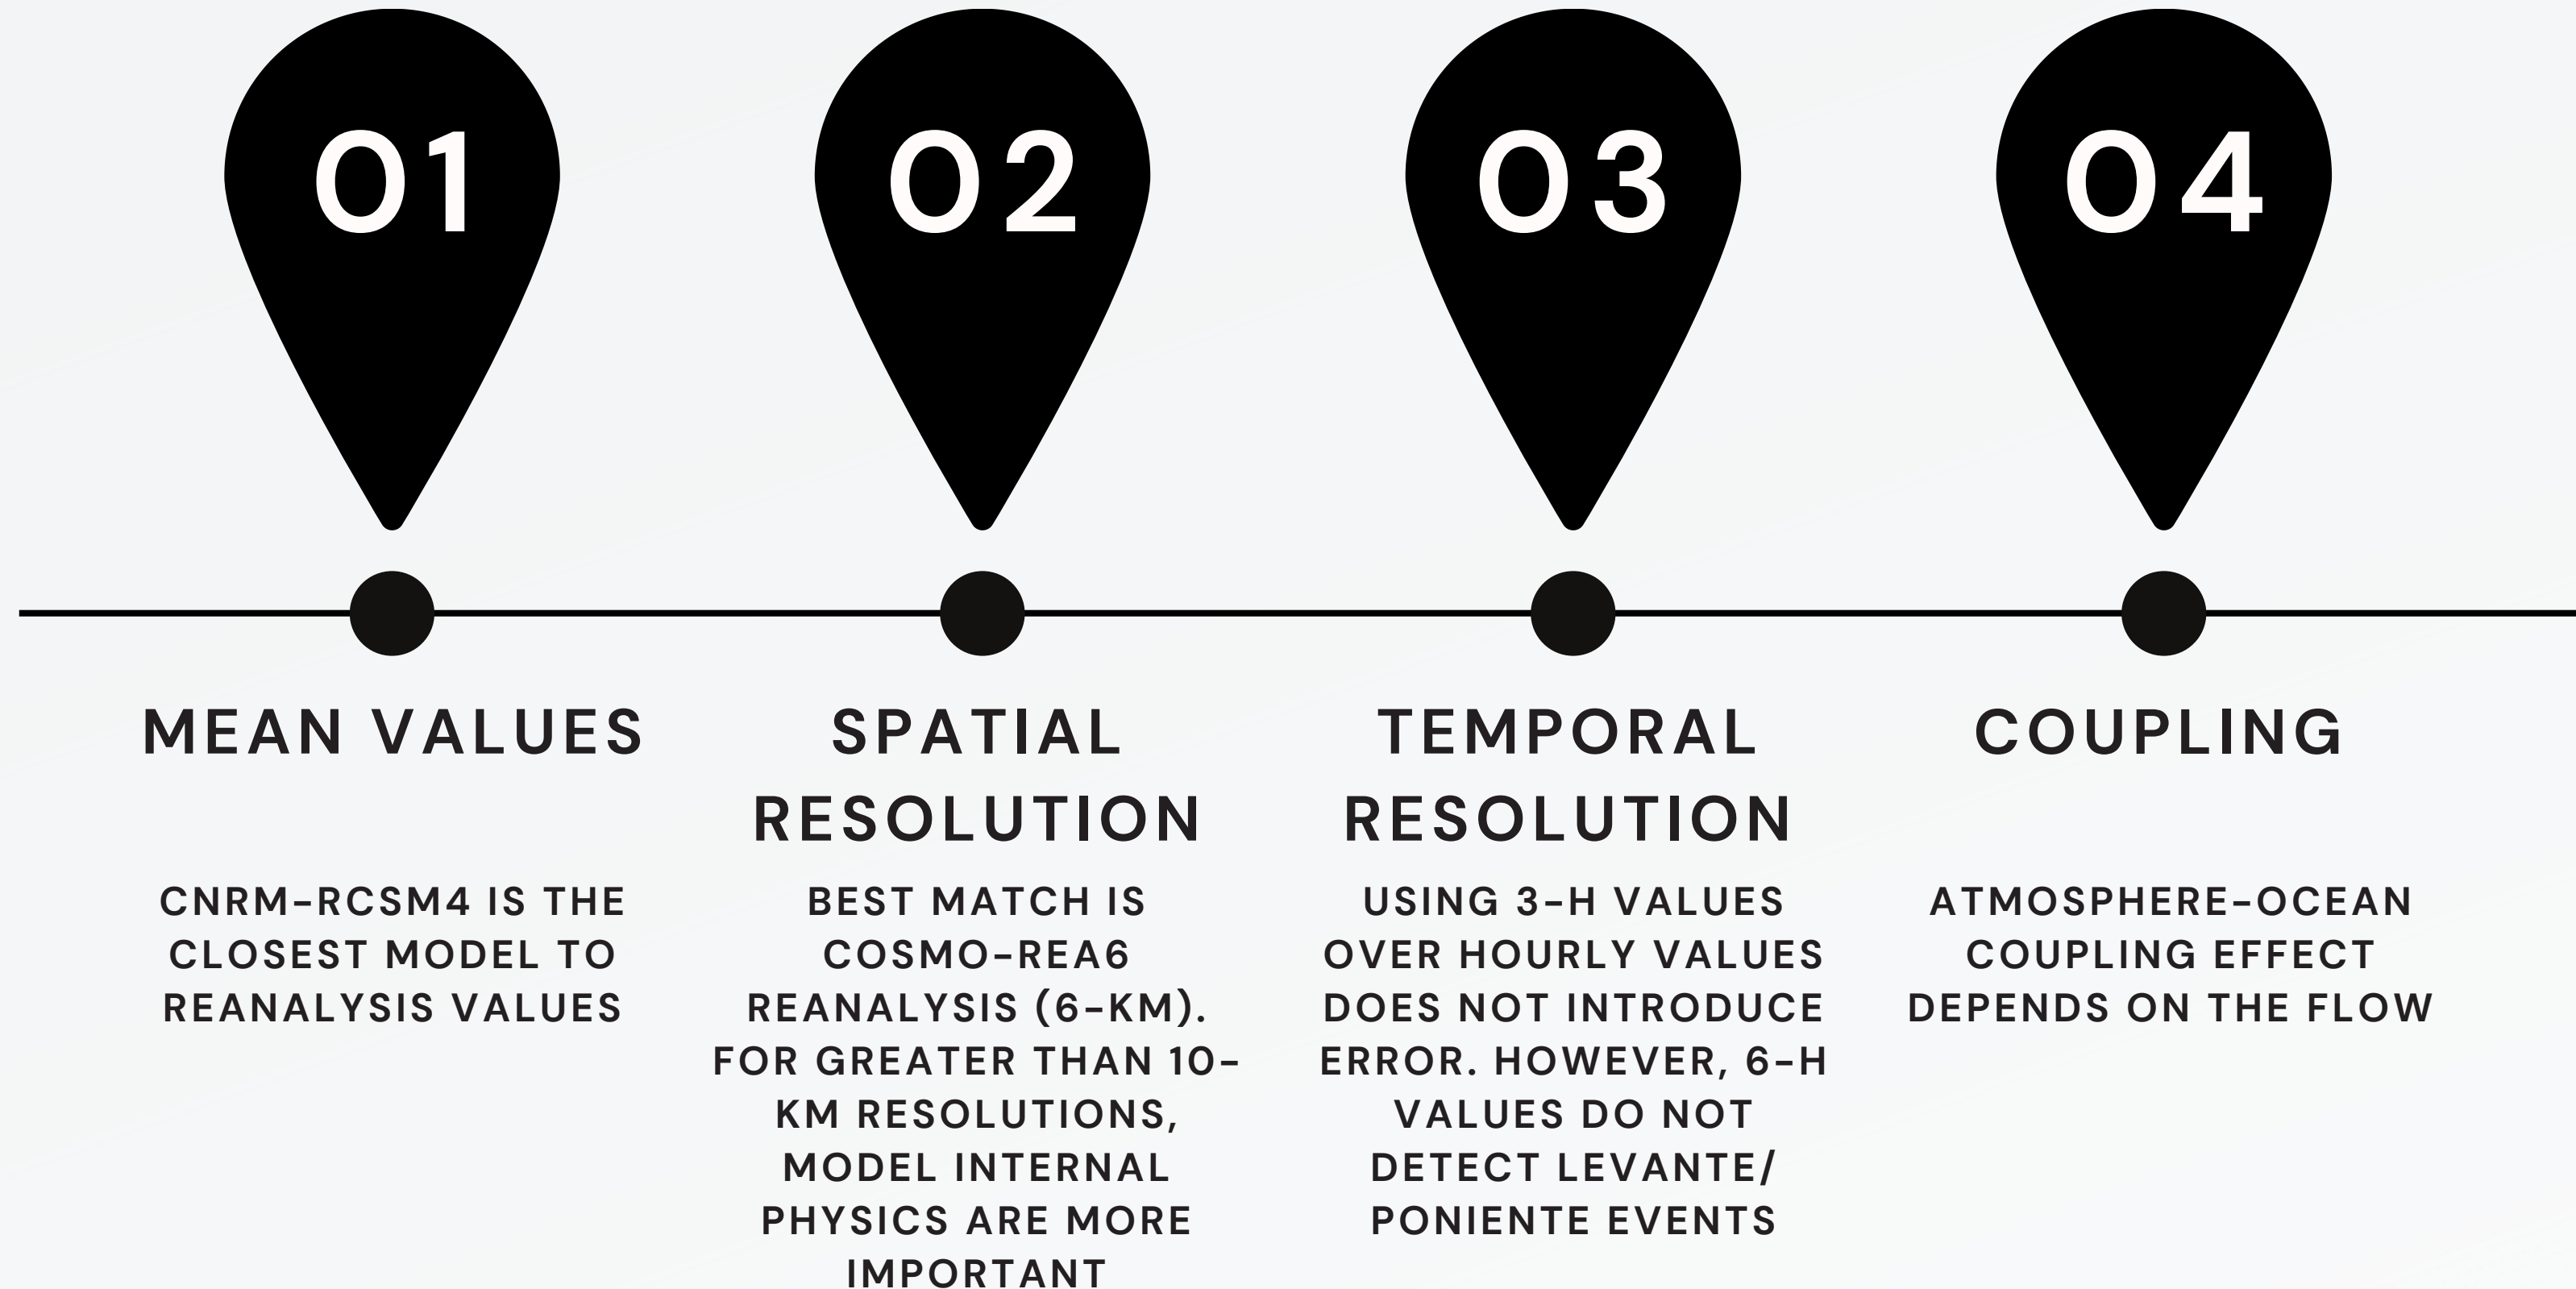 01
02
03
04
MEAN VALUES
CNRM-RCSM4 IS THE
CLOSEST MODEL TO
REANALYSIS VALUES
SPATIAL
RESOLUTION
BEST MATCH IS
COSMO-REA6
REANALYSIS (6-KM).
FOR GREATER THAN 10-
KM RESOLUTIONS,
MODEL INTERNAL
PHYSICS ARE MORE
IMPORTANT
TEMPORAL
RESOLUTION
USING 3-H VALUES
OVER HOURLY VALUES
DOES NOT INTRODUCE
ERROR. HOWEVER, 6-H
VALUES DO NOT
DETECT LEVANTE/
PONIENTE EVENTS
COUPLING
ATMOSPHERE-OCEAN
COUPLING EFFECT
DEPENDS ON THE FLOW